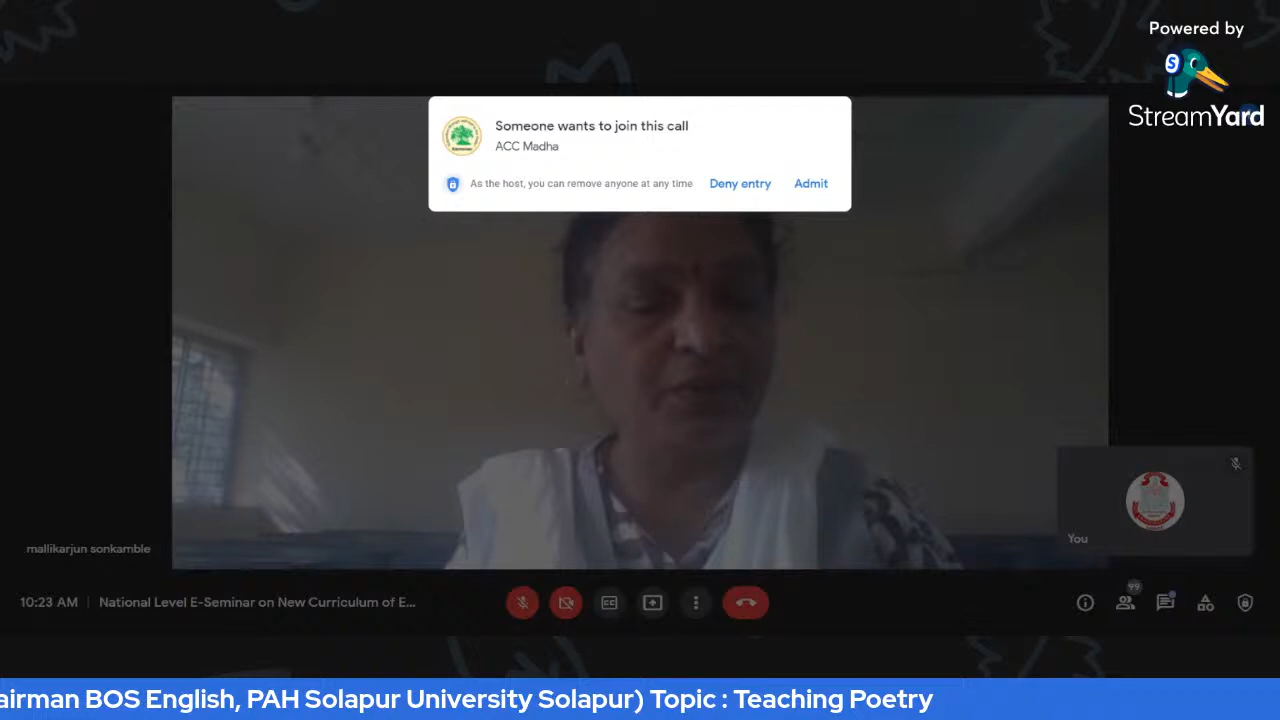 Powered by
StreamYard
Someone wants to join this call
ACC Madha
As the host, you can remove anyone at any time
Deny entry
Admit
You
mallikarjun sonkamble
10:23 AM | National Level E-Seminar on New Curriculum of E...
99
airman BOS English, PAH Solapur University Solapur) Topic : Teaching Poetry